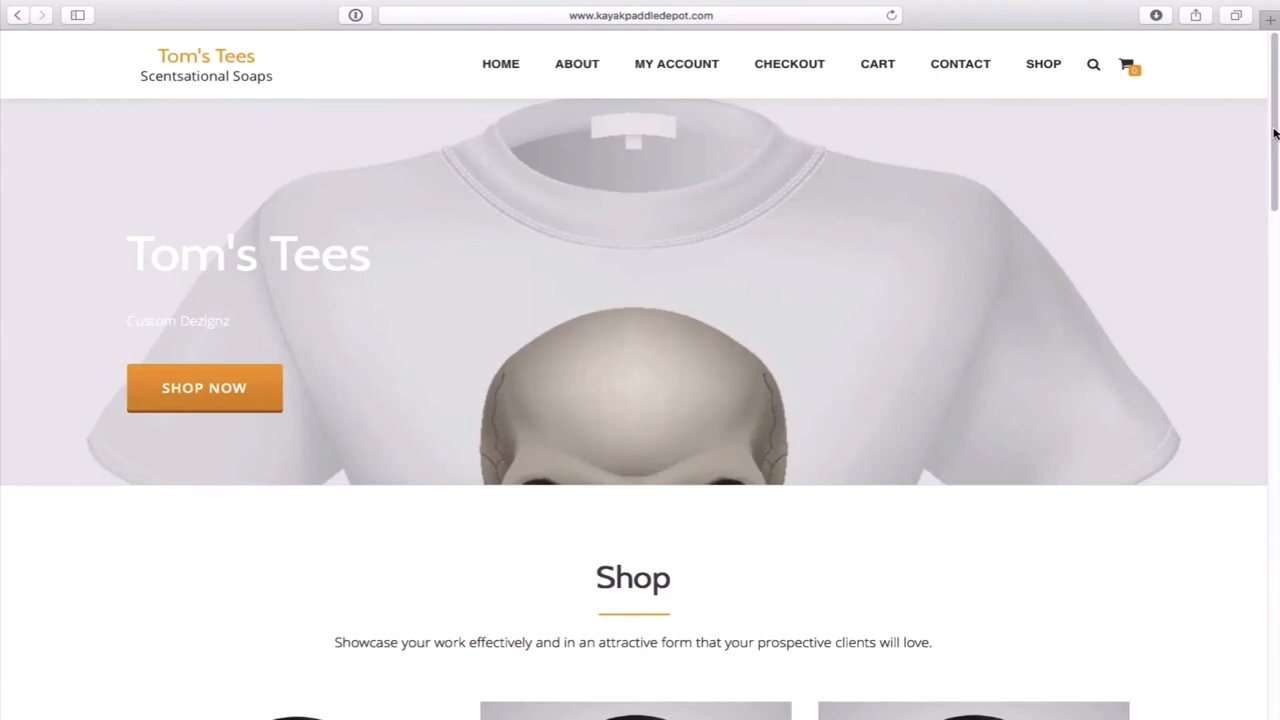 www.kayakpaddledepot.com
Tom's Tees
Scentsational Soaps
HOME ABOUT MY ACCOUNT CHECKOUT CART CONTACT SHOP
0
Tom's Tees
Custom Dezignz
SHOP NOW
Shop
Showcase your work effectively and in an attractive form that your prospective clients will love.